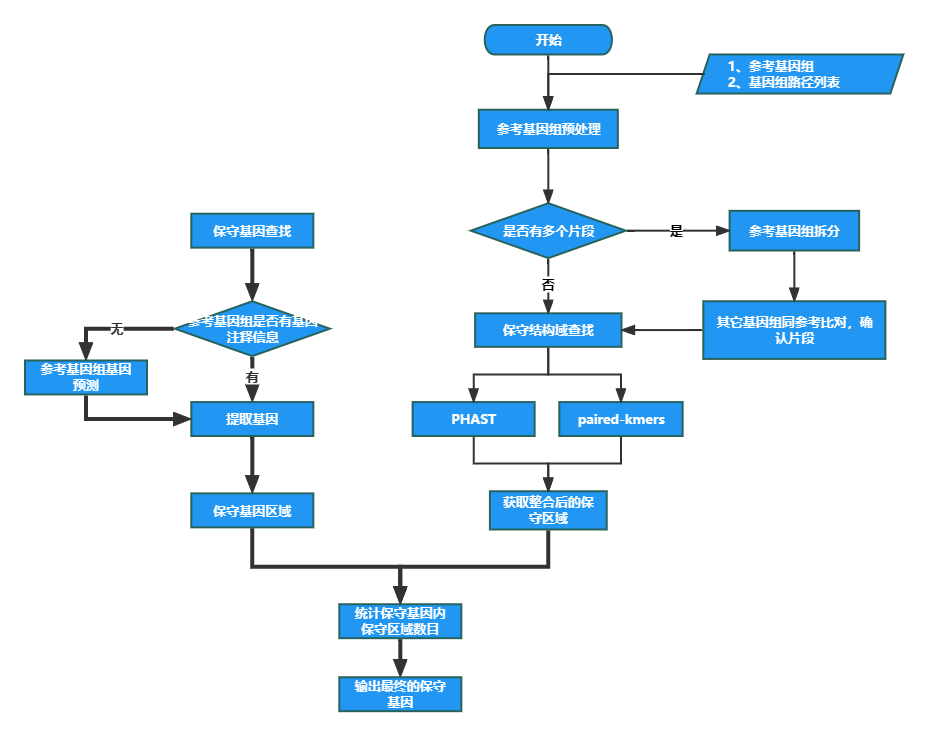 开始
1、参考基因组
2、基因组路径列表
参考基因组预处理
是否有多个片段
是
参考基因组拆分
否
其它基因组同参考比对，确
认片段
保守结构域查找
PHAST
paired-kmers
获取整合后的保
守区域
保守基因查找
参考基因组是否有基因
注释信息
无
参考基因组基因
预测
有
提取基因
保守基因区域
统计保守基因内
保守区域数目
输出最终的保守
基因